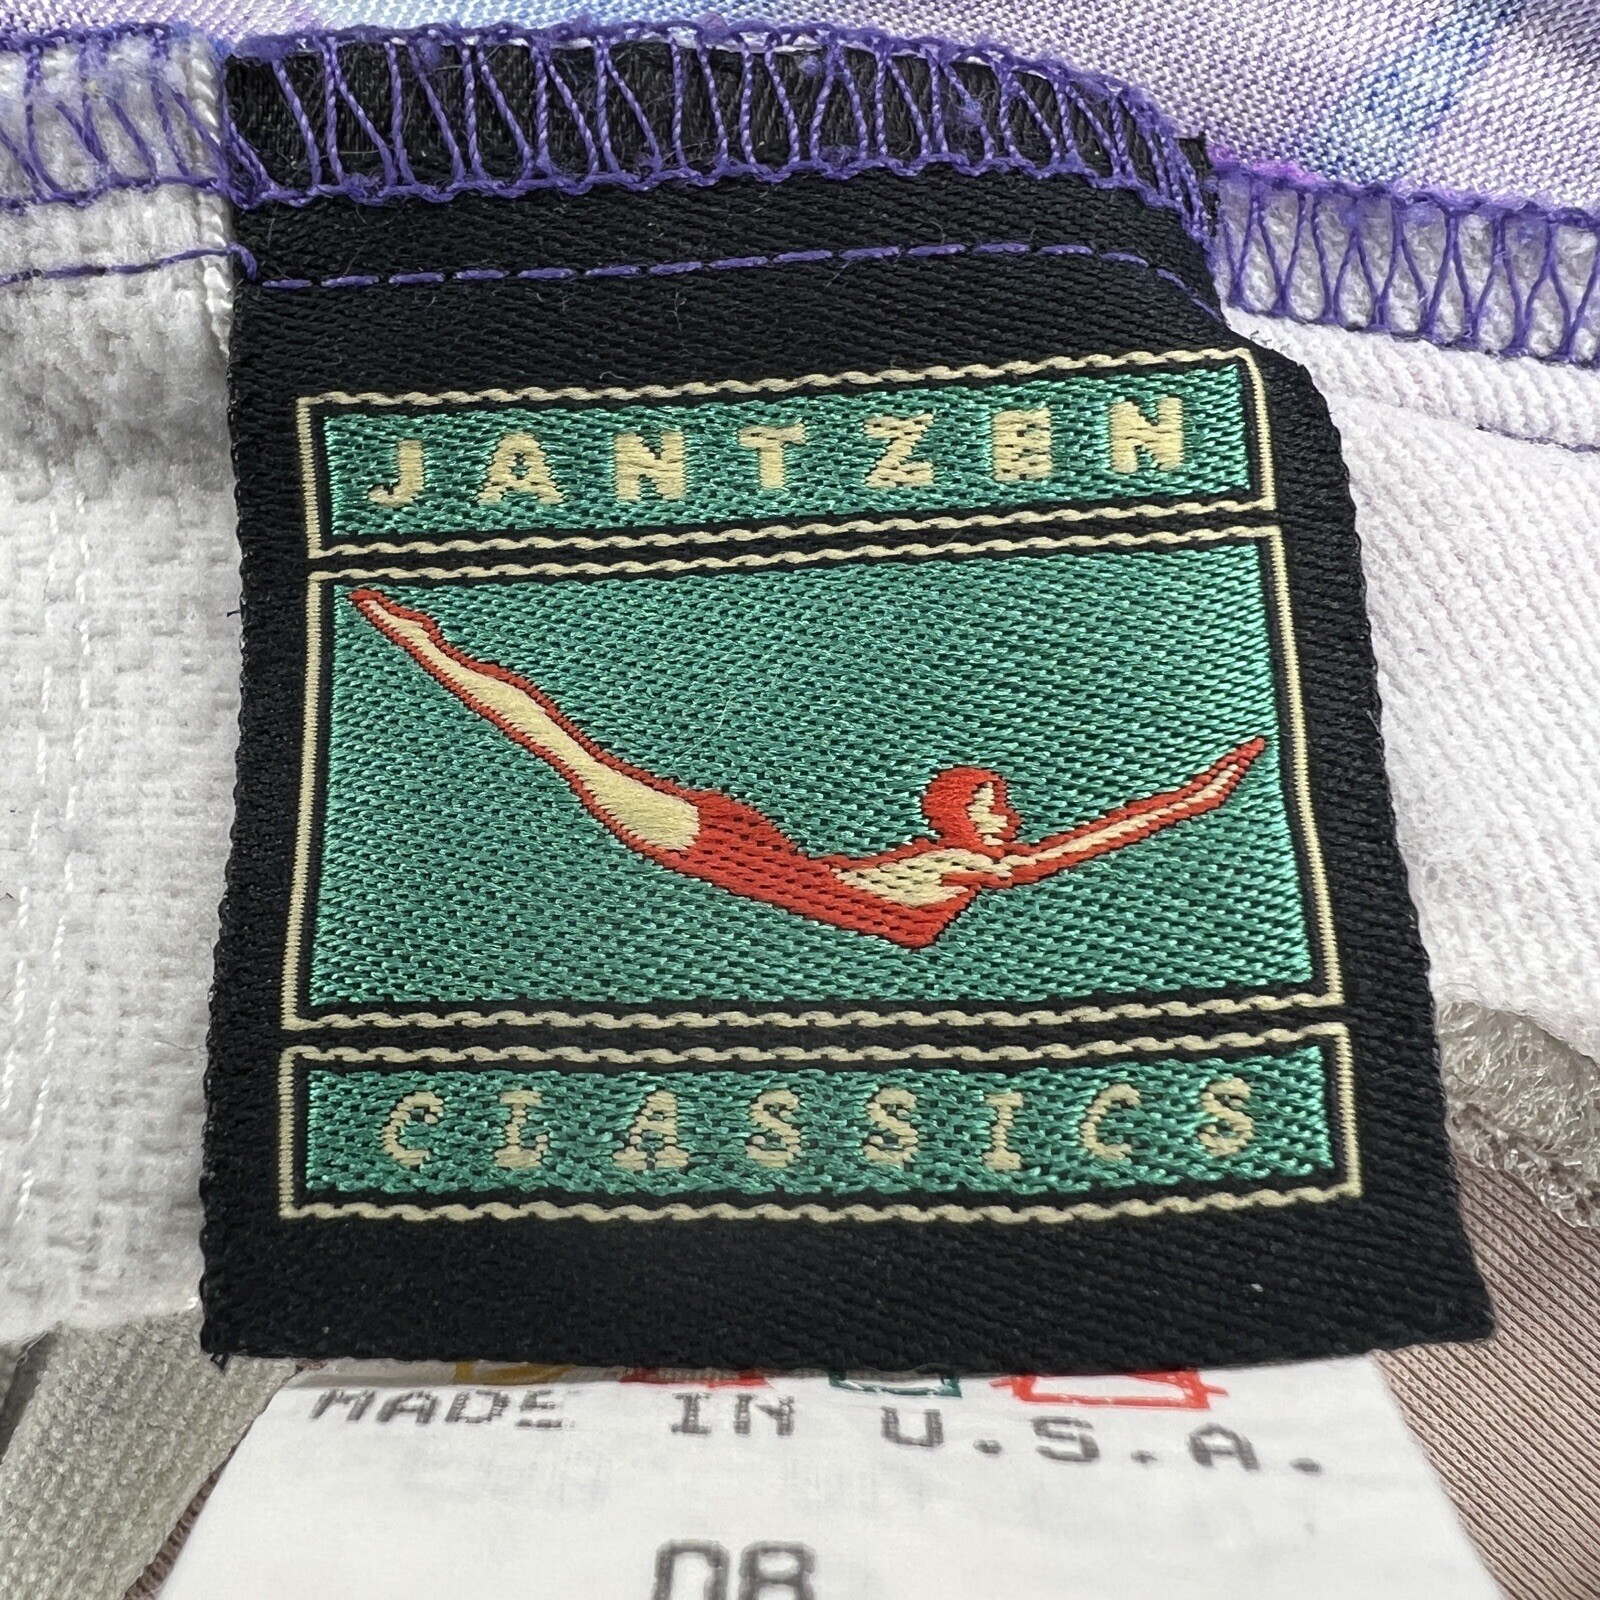 JANTZEN
CLASSICS
MADE IN U.S.A.
08